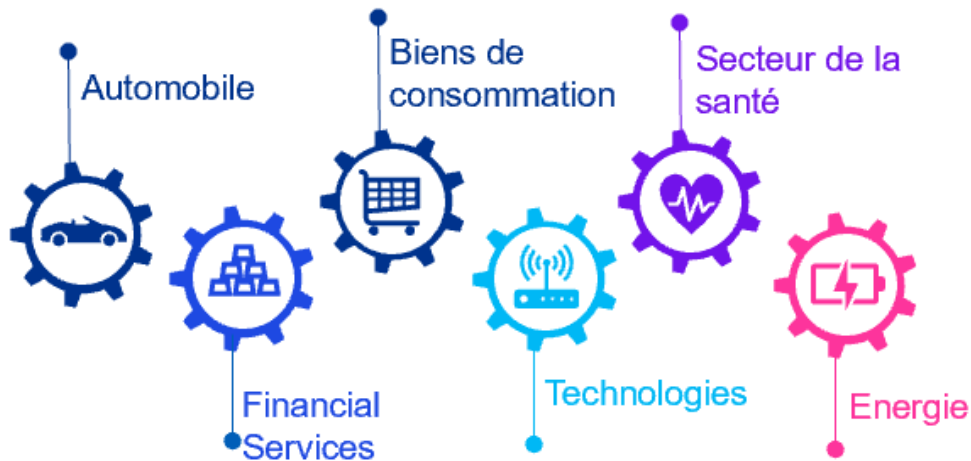 Automobile
Biens de
consommation
Secteur de la
santé
Financial
Services
Technologies
Energie